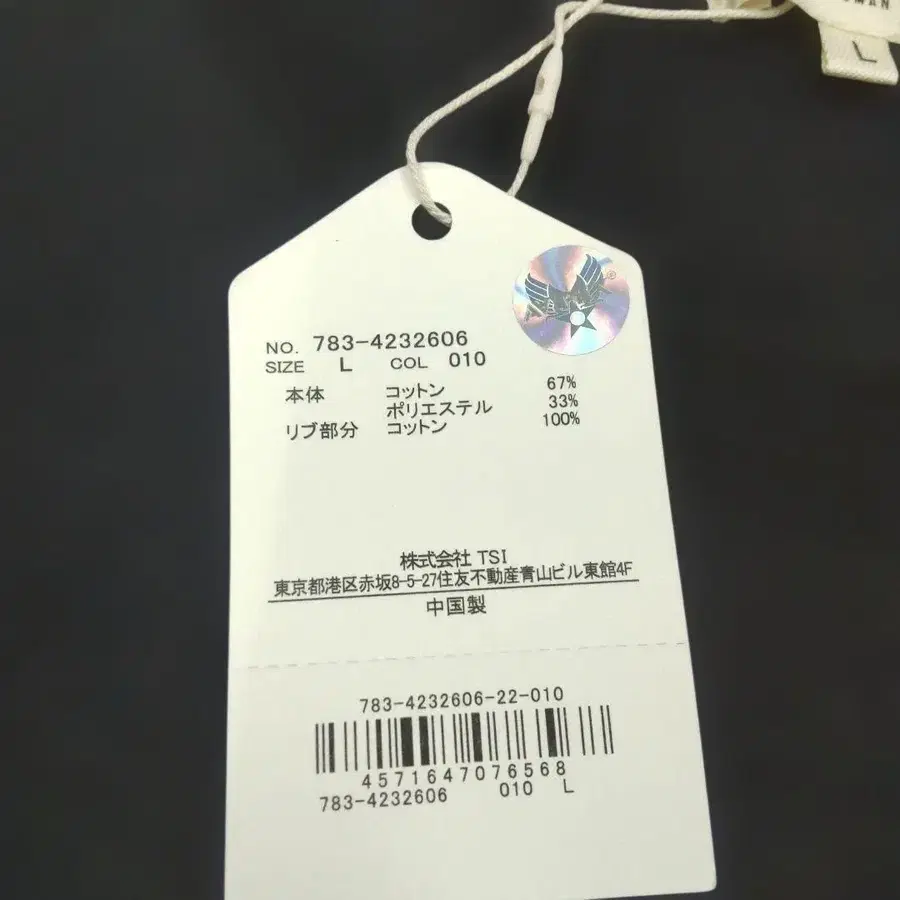 L
NO. 783-4232606
SIZE L COL 010
本体 コットン 67%
ポリエステル 33%
リブ部分 コットン 100%
株式会社 TSI
東京都港区赤坂8-5-27住友不動産青山ビル東館4F
中国製
783-4232606-22-010
4571647076568
783-4232606 010 L